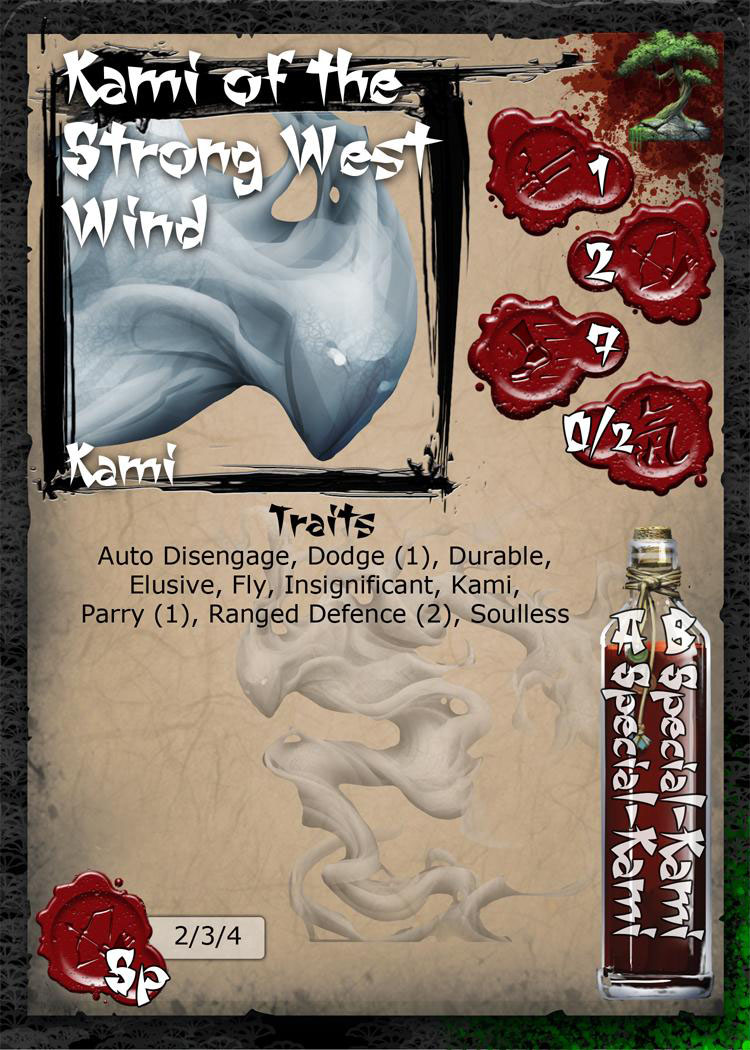 Kami of the
Strong West
Wind
1
2
7
0/2
氣
Kami
Traits
Auto Disengage, Dodge (1), Durable,
Elusive, Fly, Insignificant, Kami,
Parry (1), Ranged Defence (2), Soulless
A Special-Kami
B Special-Kami
Sp
2/3/4